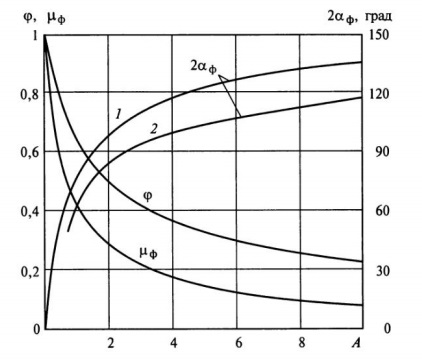 φ, μф 2αф, град
1 150
2αф
0,8 1 120
2
0,6 90
φ
0,4 60
μф
0,2 30
0 2 4 6 8 A 0